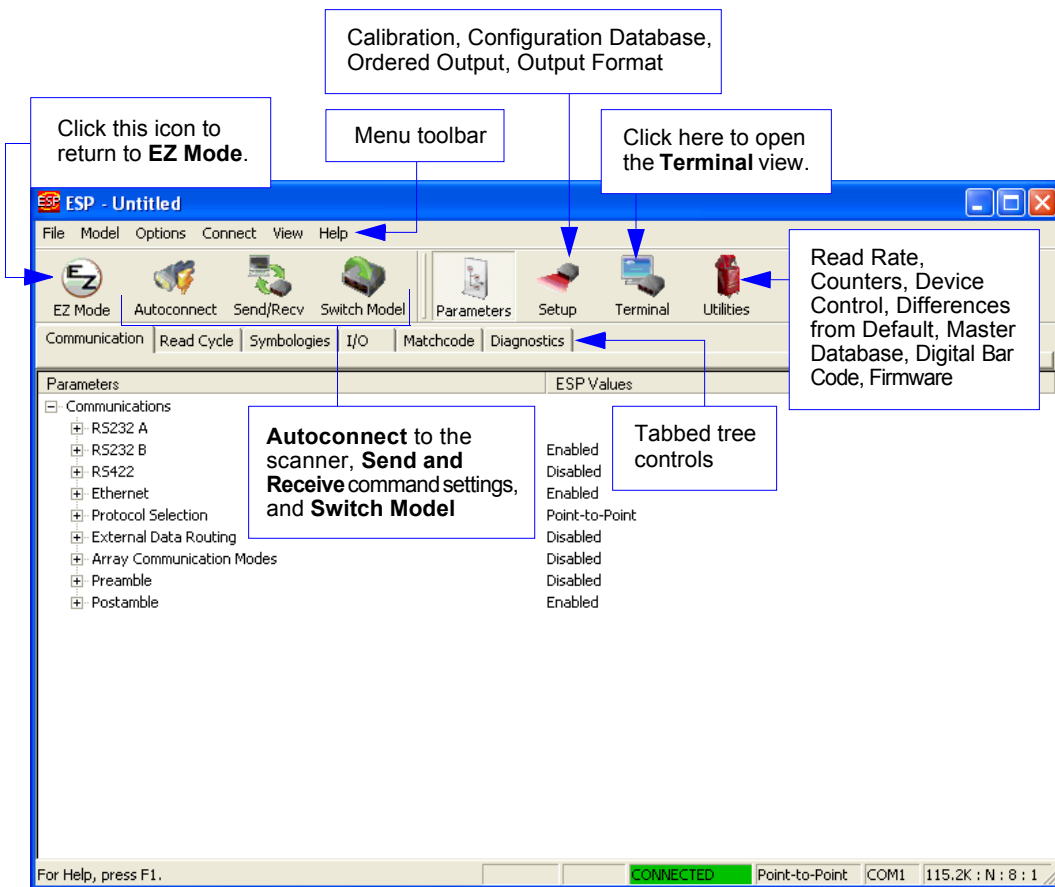 Calibration, Configuration Database,
Ordered Output, Output Format
Click this icon to
return to EZ Mode.
Menu toolbar
Click here to open
the Terminal view.
ESP - Untitled
File Model Options Connect View Help
EZ
EZ Mode Autoconnect Send/Recv Switch Model Parameters Setup Terminal Utilities
Read Rate,
Counters, Device
Control, Differences
from Default, Master
Database, Digital Bar
Code, Firmware
Communication Read Cycle Symbologies I/O Matchcode Diagnostics
Parameters ESP Values
Communications
RS232 A
RS232 B Enabled
RS422 Disabled
Ethernet Enabled
Protocol Selection Point-to-Point
External Data Routing Disabled
Array Communication Modes Disabled
Preamble Disabled
Postamble Enabled
Autoconnect to the
scanner, Send and
Receive command settings,
and Switch Model
Tabbed tree
controls
For Help, press F1. CONNECTED Point-to-Point COM1 115.2K : N : 8 : 1